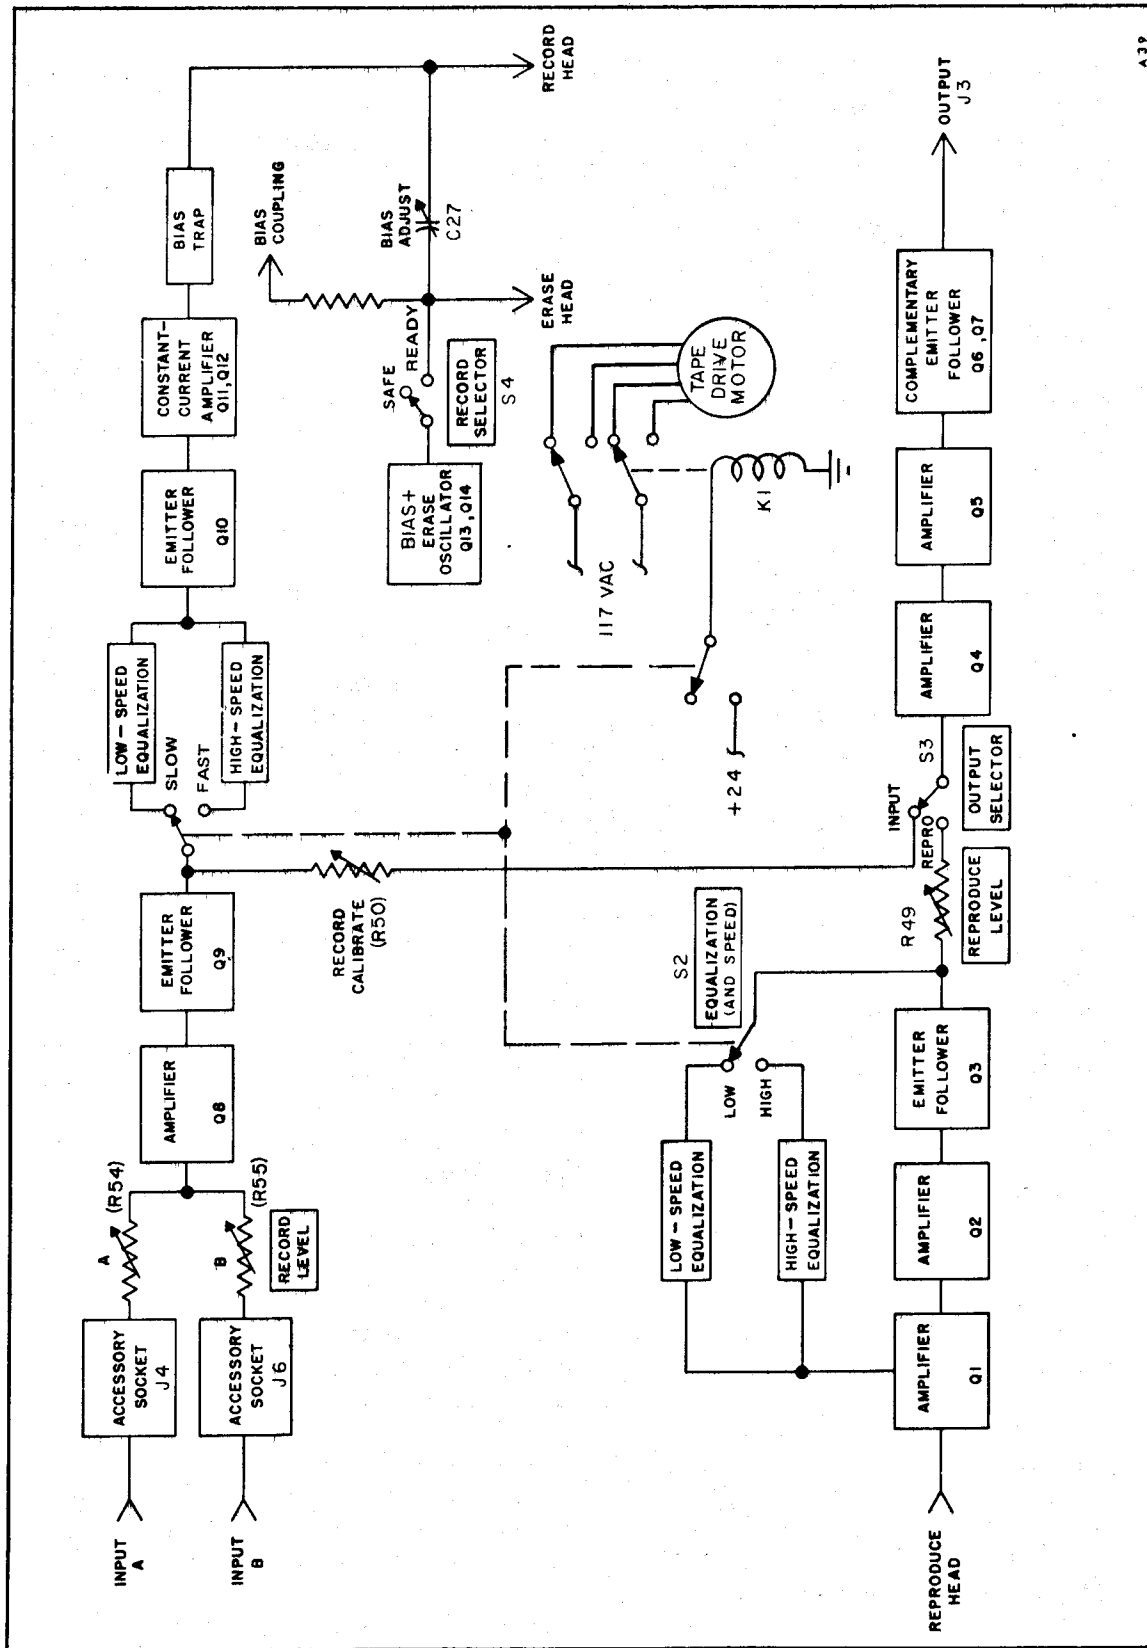 INPUT
A
ACCESSORY
SOCKET
J4
A
(R54)
INPUT
B
ACCESSORY
SOCKET
J6
B
(R55)
RECORD
LEVEL
AMPLIFIER
Q8
EMITTER
FOLLOWER
Q9
RECORD
CALIBRATE
(R50)
SLOW
FAST
LOW-SPEED
EQUALIZATION
HIGH-SPEED
EQUALIZATION
EMITTER
FOLLOWER
Q10
CONSTANT-
CURRENT
AMPLIFIER
Q11,Q12
BIAS
TRAP
BIAS
COUPLING
BIAS
ADJUST
C27
RECORD
HEAD
BIAS+
ERASE
OSCILLATOR
Q13,Q14
SAFE
READY
RECORD
SELECTOR
S4
ERASE
HEAD
117 VAC
TAPE
DRIVE
MOTOR
K1
+24
S2
EQUALIZATION
(AND SPEED)
LOW
HIGH
LOW-SPEED
EQUALIZATION
HIGH-SPEED
EQUALIZATION
REPRODUCE
HEAD
AMPLIFIER
Q1
AMPLIFIER
Q2
EMITTER
FOLLOWER
Q3
R49
REPRODUCE
LEVEL
INPUT
REPRO
S3
OUTPUT
SELECTOR
AMPLIFIER
Q4
AMPLIFIER
Q5
COMPLEMENTARY
EMITTER
FOLLOWER
Q6,Q7
OUTPUT
J3
A39